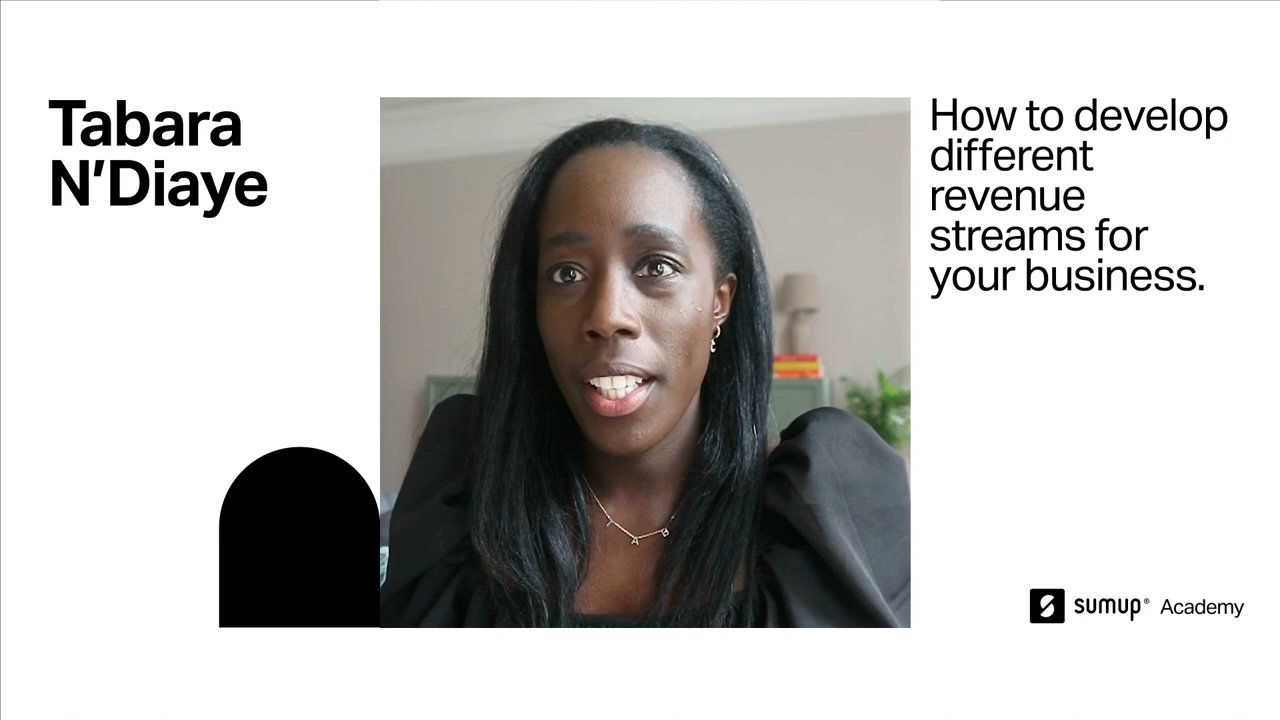 Tabara
N’Diaye
How to develop
different
revenue
streams for
your business.
sumup® Academy